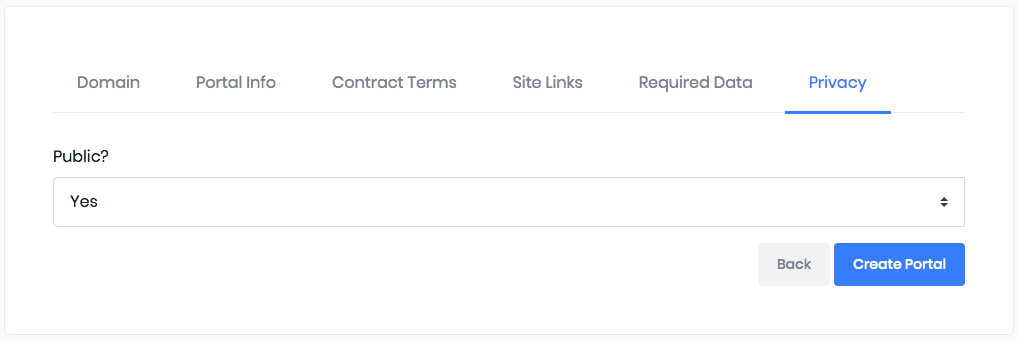 Domain Portal Info Contract Terms Site Links Required Data Privacy
Public?
Yes
Back Create Portal